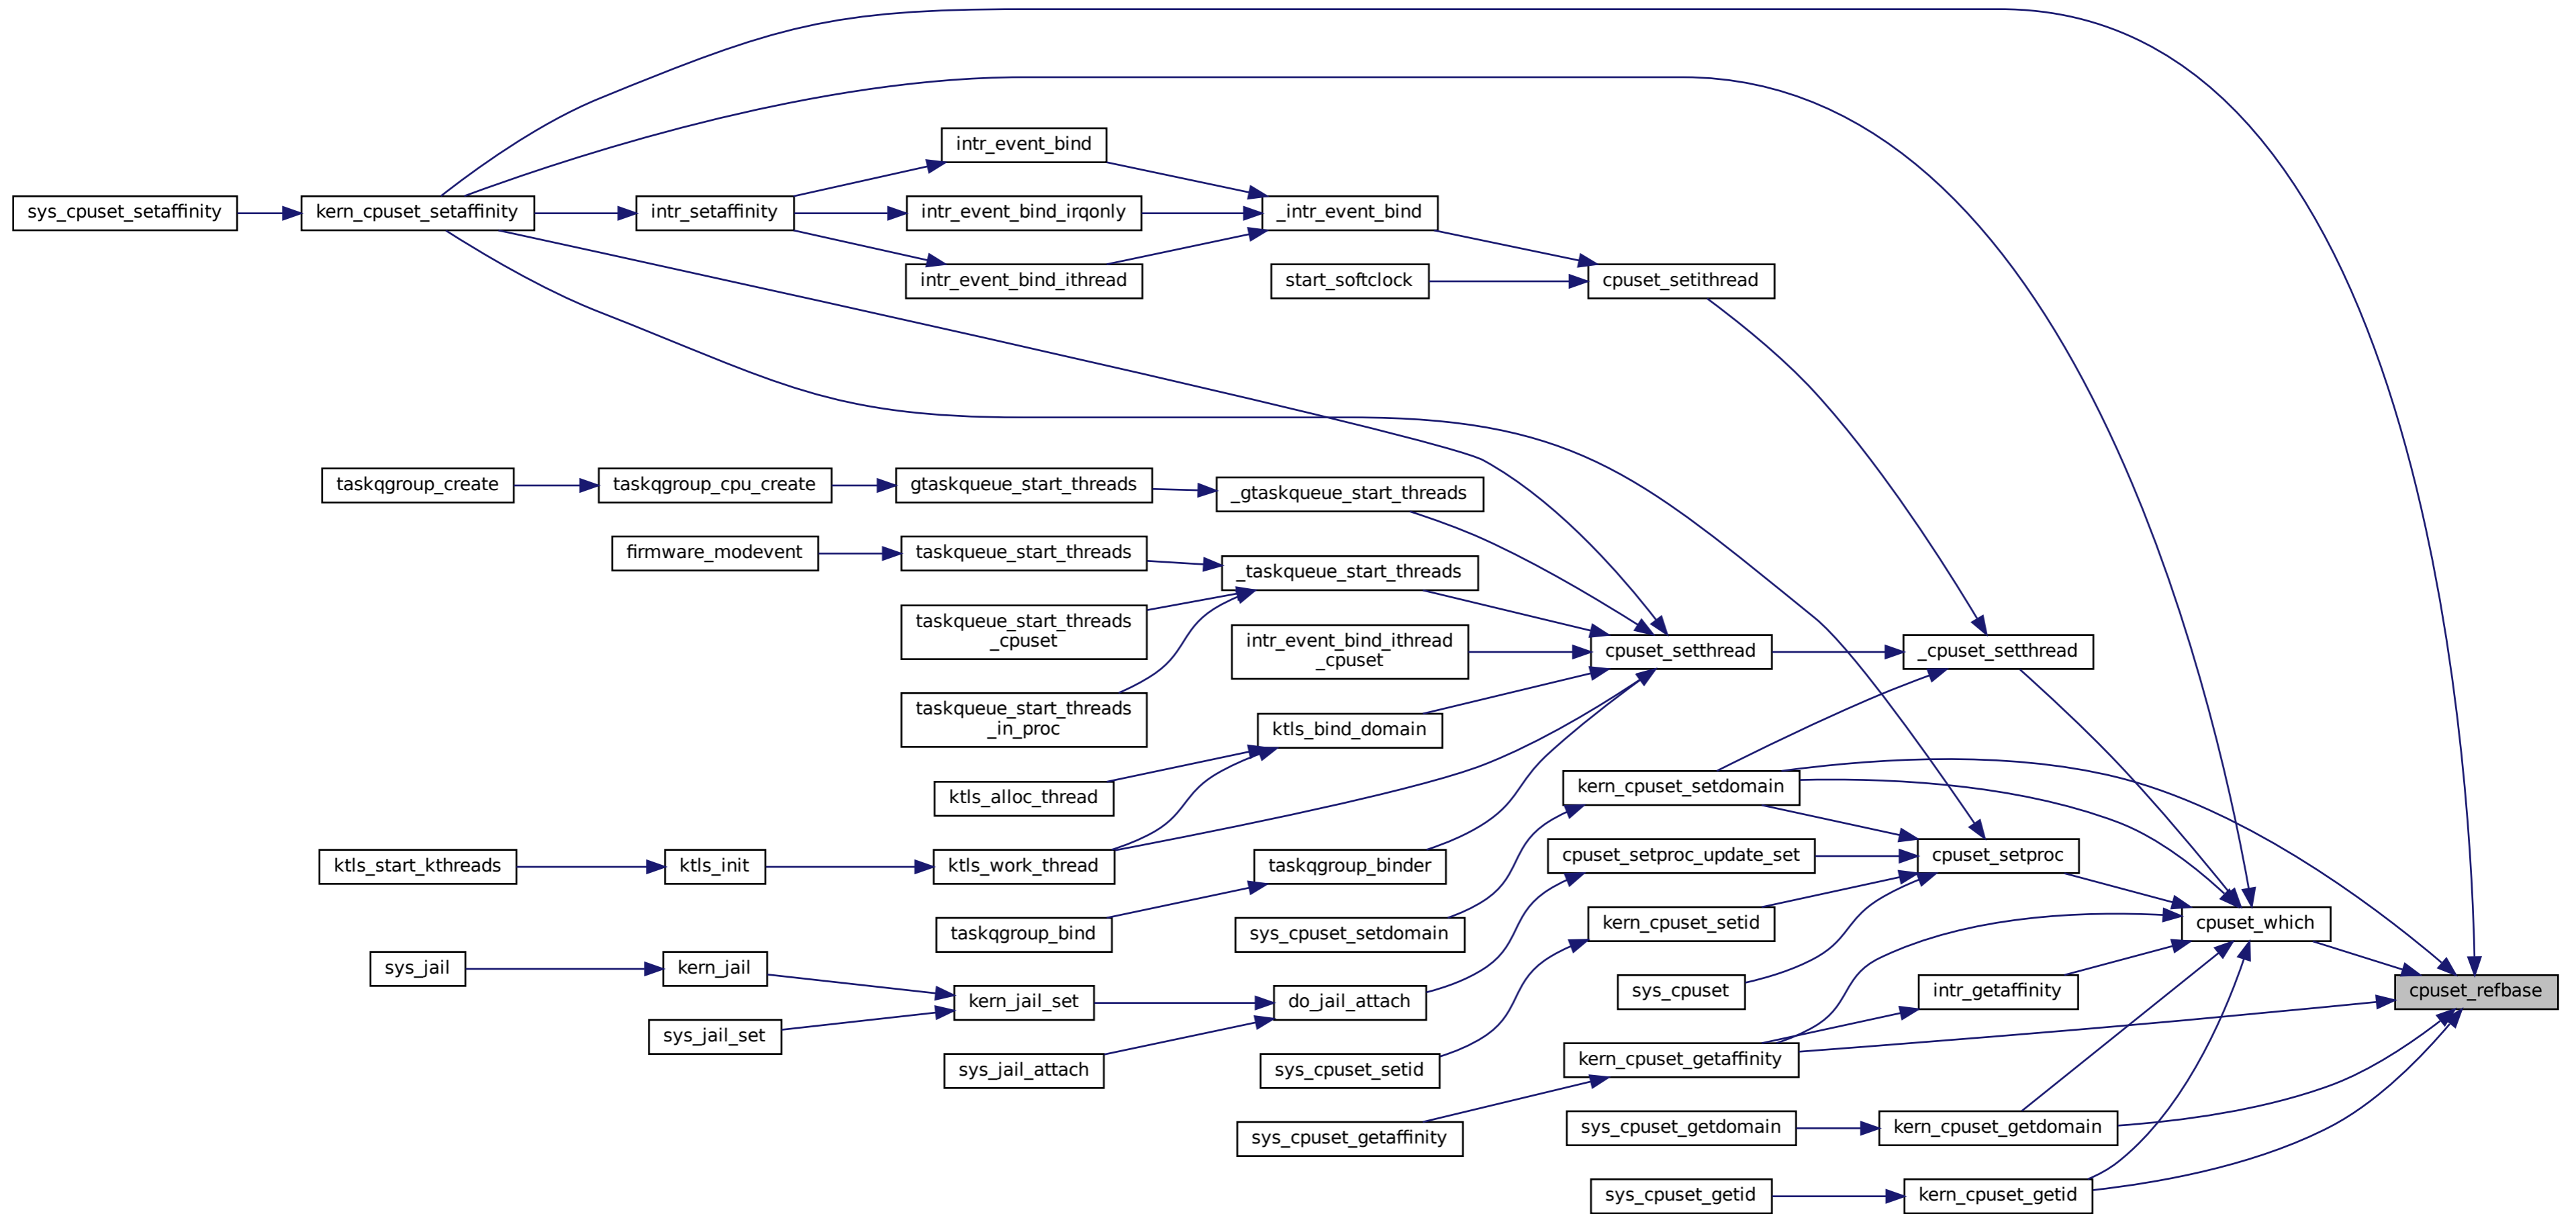 intr_event_bind
sys_cpuset_setaffinity
kern_cpuset_setaffinity
intr_setaffinity
intr_event_bind_irqonly
_intr_event_bind
intr_event_bind_ithread
start_softclock
cpuset_setithread
taskqgroup_create
taskqgroup_cpu_create
gtaskqueue_start_threads
_gtaskqueue_start_threads
firmware_modevent
taskqueue_start_threads
_taskqueue_start_threads
taskqueue_start_threads
_cpuset
intr_event_bind_ithread
_cpuset
cpuset_setthread
_cpuset_setthread
taskqueue_start_threads
_in_proc
ktls_bind_domain
ktls_alloc_thread
kern_cpuset_setdomain
ktls_start_kthreads
ktls_init
ktls_work_thread
taskqgroup_binder
cpuset_setproc_update_set
cpuset_setproc
taskqgroup_bind
sys_cpuset_setdomain
kern_cpuset_setid
cpuset_which
sys_jail
kern_jail
sys_cpuset
intr_getaffinity
cpuset_refbase
kern_jail_set
do_jail_attach
sys_jail_set
sys_jail_attach
sys_cpuset_setid
kern_cpuset_getaffinity
sys_cpuset_getaffinity
sys_cpuset_getdomain
kern_cpuset_getdomain
sys_cpuset_getid
kern_cpuset_getid